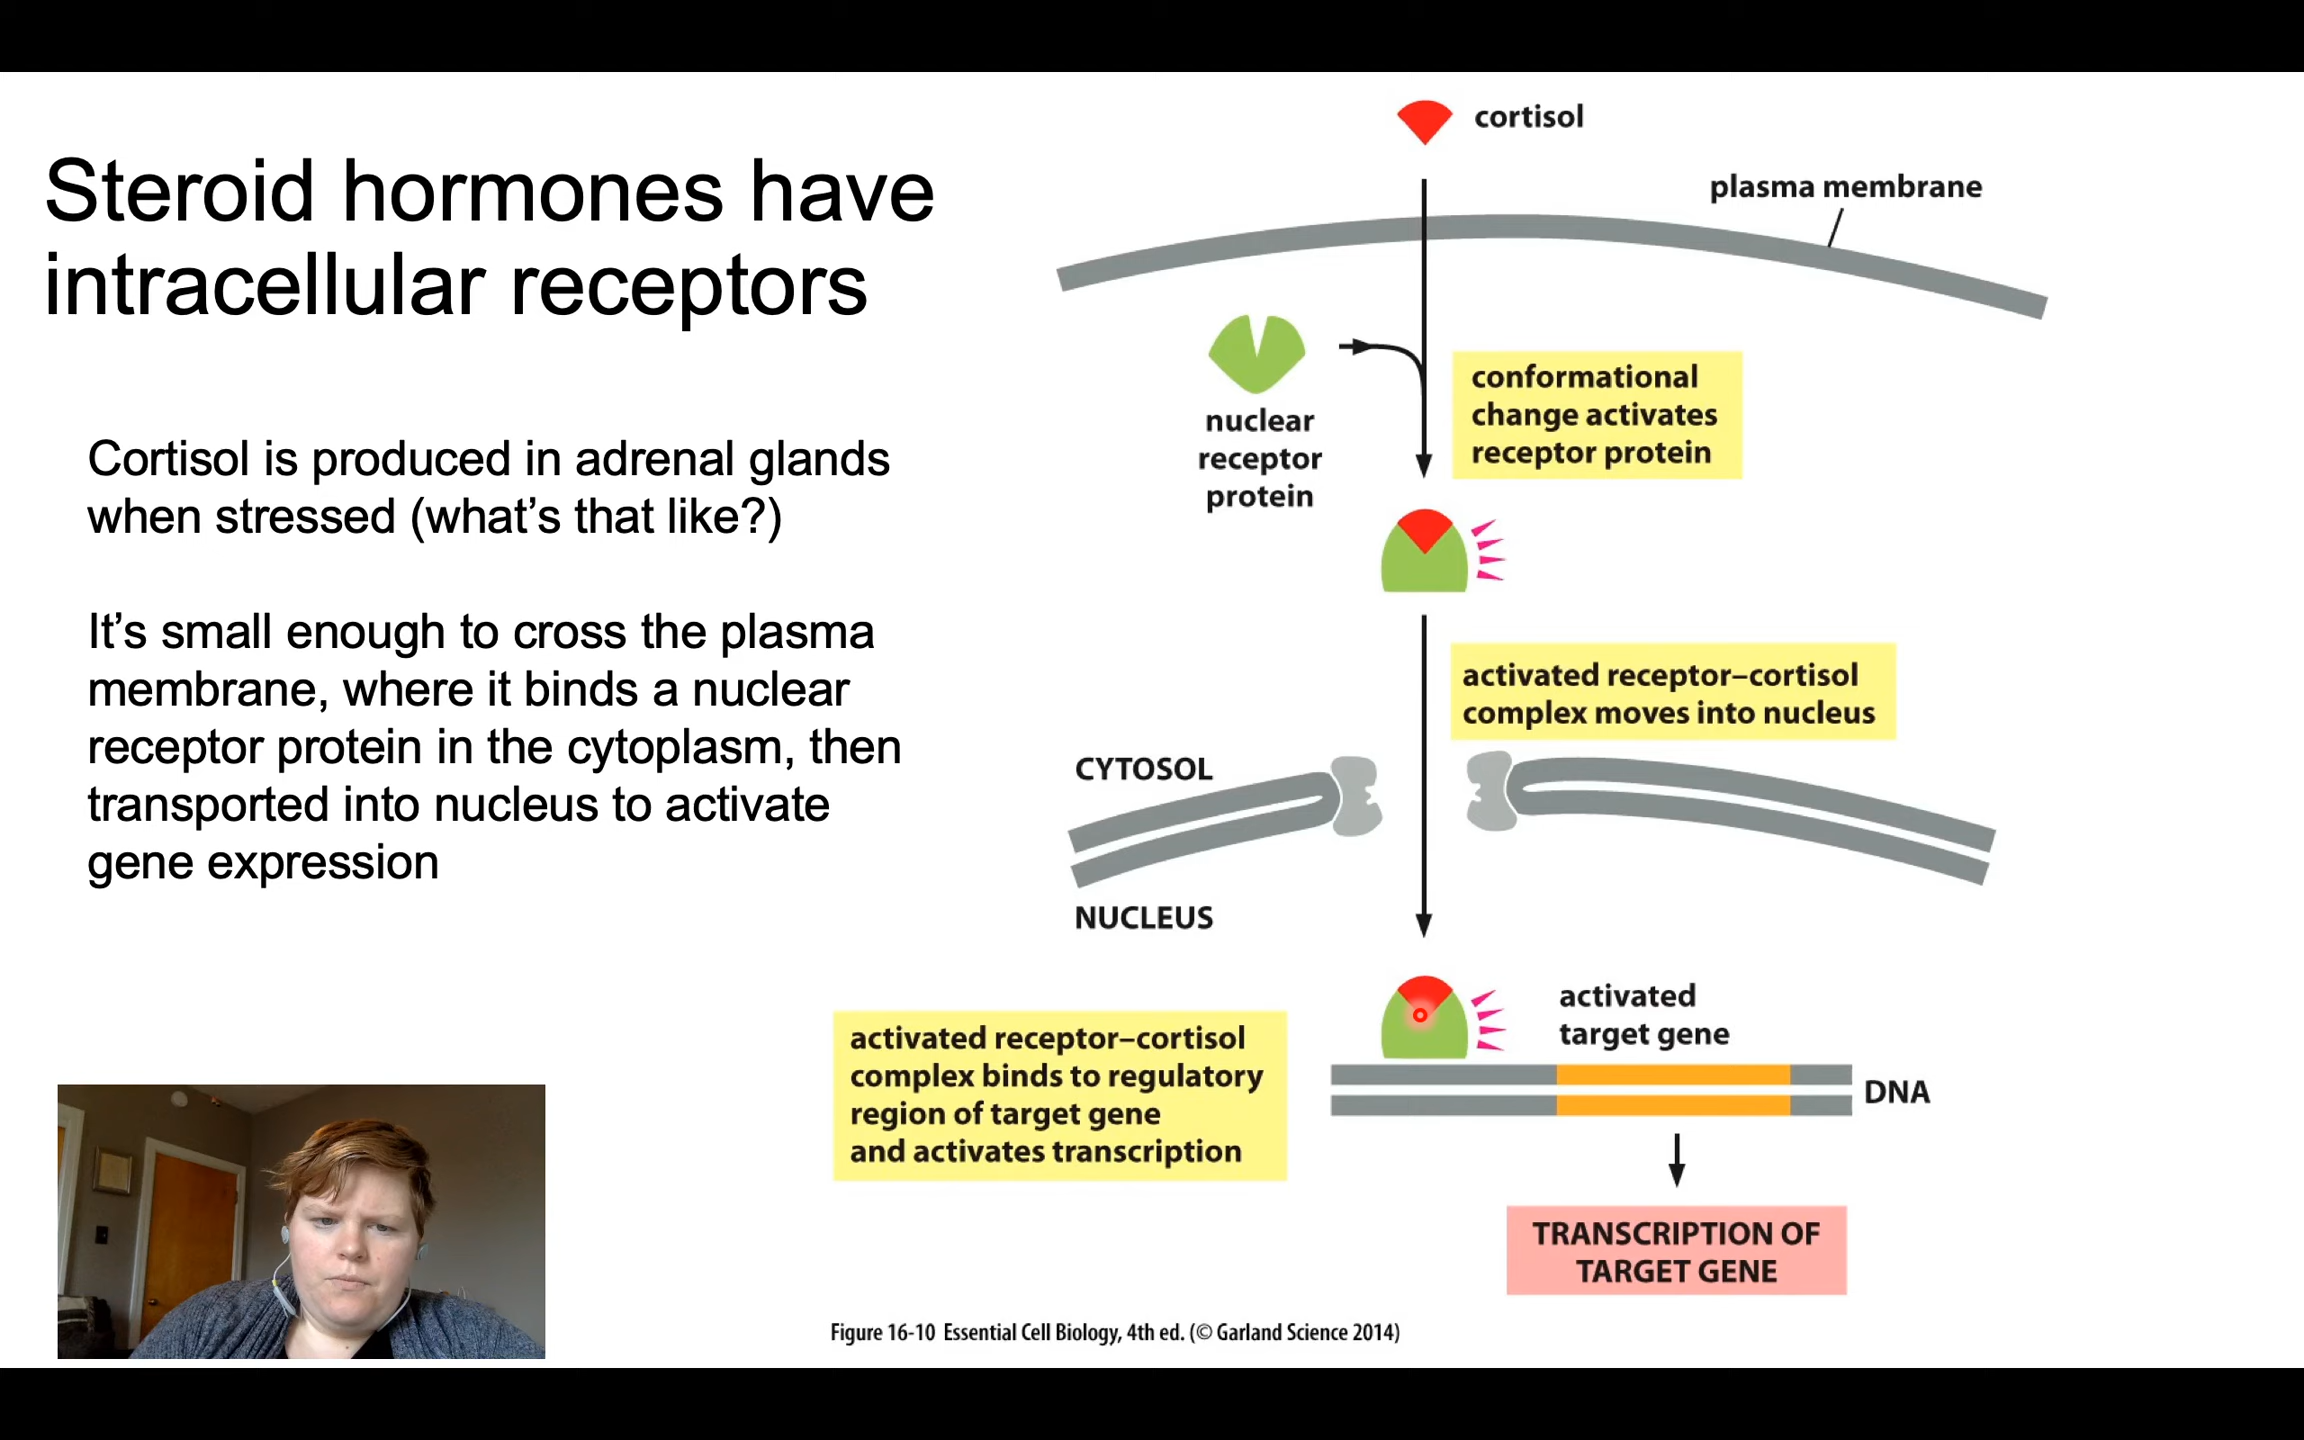 Steroid hormones have
intracellular receptors
Cortisol is produced in adrenal glands
when stressed (what’s that like?)
It’s small enough to cross the plasma
membrane, where it binds a nuclear
receptor protein in the cytoplasm, then
transported into nucleus to activate
gene expression
cortisol
plasma membrane
nuclear
receptor
protein
conformational
change activates
receptor protein
activated receptor–cortisol
complex moves into nucleus
CYTOSOL
NUCLEUS
activated receptor–cortisol
complex binds to regulatory
region of target gene
and activates transcription
activated
target gene
DNA
TRANSCRIPTION OF
TARGET GENE
Figure 16-10 Essential Cell Biology, 4th ed. (© Garland Science 2014)